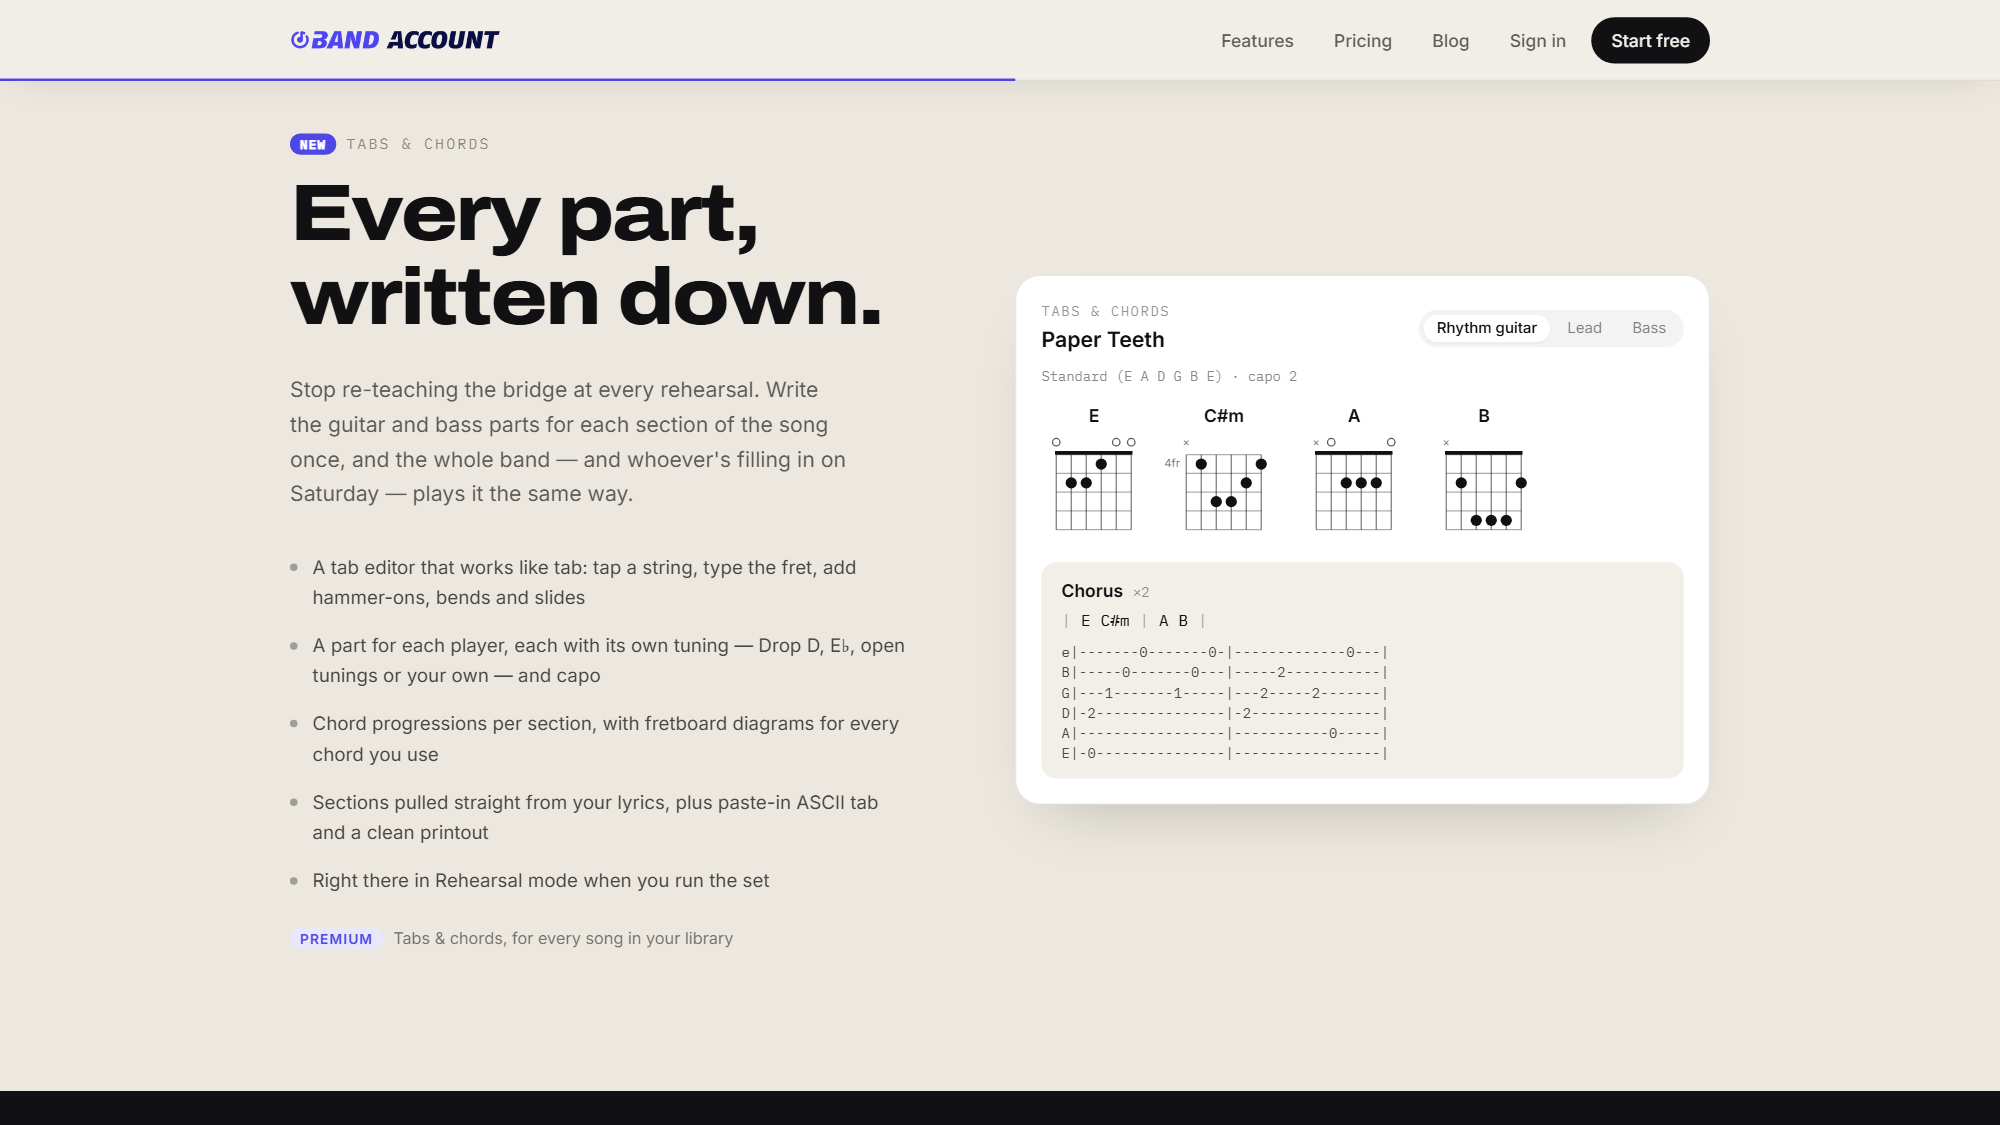 BAND ACCOUNT
Features
Pricing
Blog
Sign in
Start free
NEW TABS & CHORDS
Every part,
written down.
Stop re-teaching the bridge at every rehearsal. Write
the guitar and bass parts for each section of the song
once, and the whole band — and whoever's filling in on
Saturday — plays it the same way.
A tab editor that works like tab: tap a string, type the fret, add
hammer-ons, bends and slides
A part for each player, each with its own tuning — Drop D, E♭, open
tunings or your own — and capo
Chord progressions per section, with fretboard diagrams for every
chord you use
Sections pulled straight from your lyrics, plus paste-in ASCII tab
and a clean printout
Right there in Rehearsal mode when you run the set
PREMIUM Tabs & chords, for every song in your library
TABS & CHORDS
Paper Teeth
Rhythm guitar
Lead
Bass
Standard (E A D G B E) · capo 2
E
C#m
A
B
×
4fr
×
×
Chorus ×2
| E C#m | A B |
e|-------0-------0-|-------------0---|
B|-----0-------0---|-----2-----------|
G|---1-------1-----|---2-----2-------|
D|-2---------------|-2---------------|
A|-----------------|-----------0-----|
E|-0---------------|-----------------|